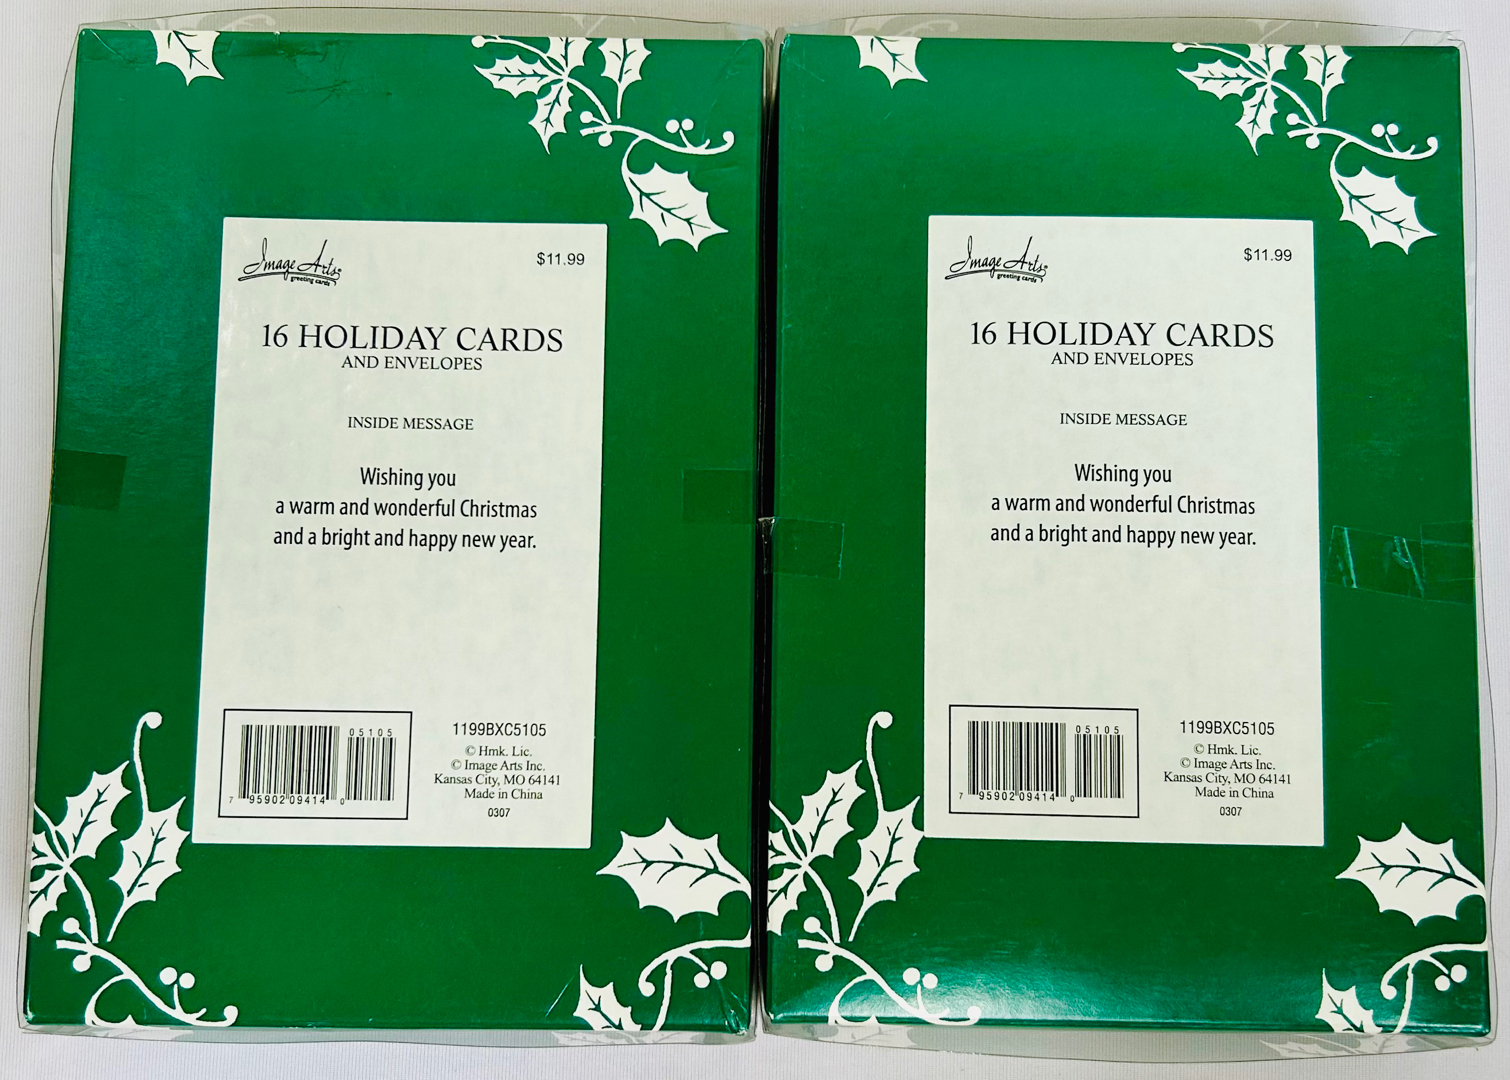 Image Arts®
greeting cards
$11.99
16 HOLIDAY CARDS
AND ENVELOPES
INSIDE MESSAGE
Wishing you
a warm and wonderful Christmas
and a bright and happy new year.
05105
7 95902 09414 0
1199BXC5105
© Hmk. Lic.
© Image Arts Inc.
Kansas City, MO 64141
Made in China
0307
Image Arts®
greeting cards
$11.99
16 HOLIDAY CARDS
AND ENVELOPES
INSIDE MESSAGE
Wishing you
a warm and wonderful Christmas
and a bright and happy new year.
05105
7 95902 09414 0
1199BXC5105
© Hmk. Lic.
© Image Arts Inc.
Kansas City, MO 64141
Made in China
0307